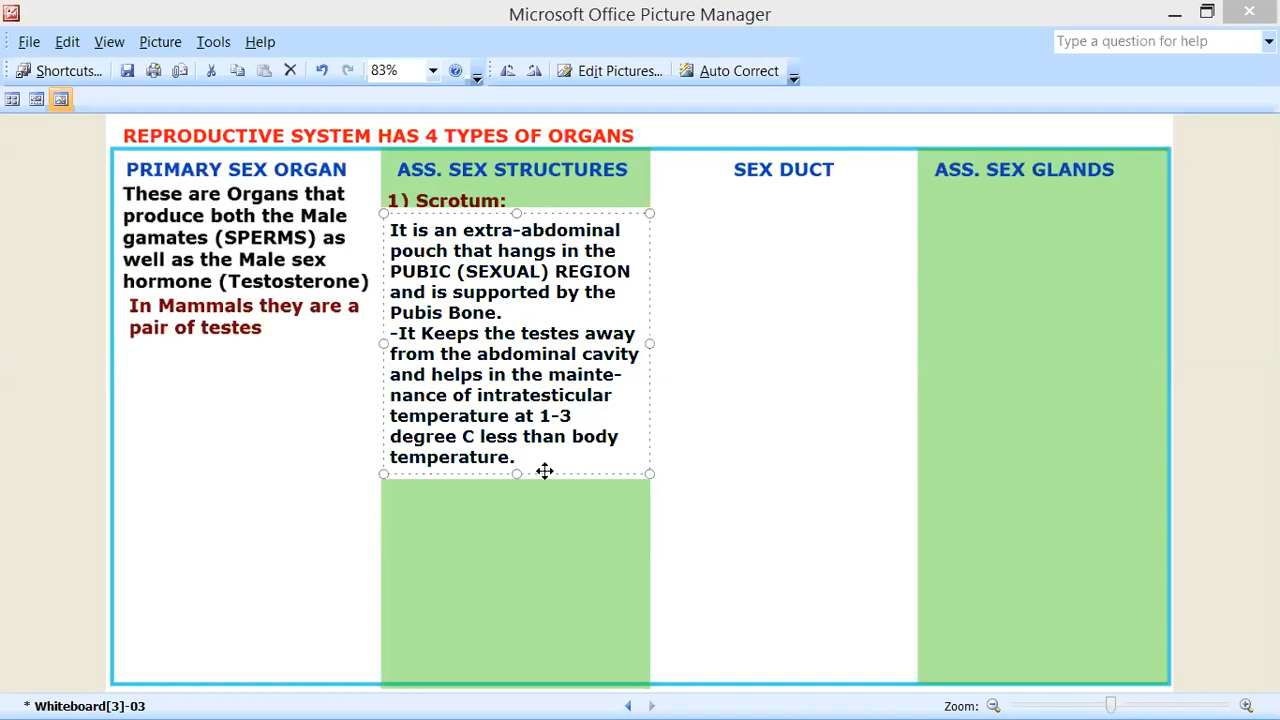 Microsoft Office Picture Manager
File Edit View Picture Tools Help
Type a question for help
Shortcuts... 83% Edit Pictures... Auto Correct
REPRODUCTIVE SYSTEM HAS 4 TYPES OF ORGANS
PRIMARY SEX ORGAN
These are Organs that
produce both the Male
gamates (SPERMS) as
well as the Male sex
hormone (Testosterone)
In Mammals they are a
pair of testes
ASS. SEX STRUCTURES
1) Scrotum:
It is an extra-abdominal
pouch that hangs in the
PUBIC (SEXUAL) REGION
and is supported by the
Pubis Bone.
-It Keeps the testes away
from the abdominal cavity
and helps in the mainte-
nance of intratesticular
temperature at 1-3
degree C less than body
temperature.
SEX DUCT
ASS. SEX GLANDS
* Whiteboard[3]-03
Zoom: